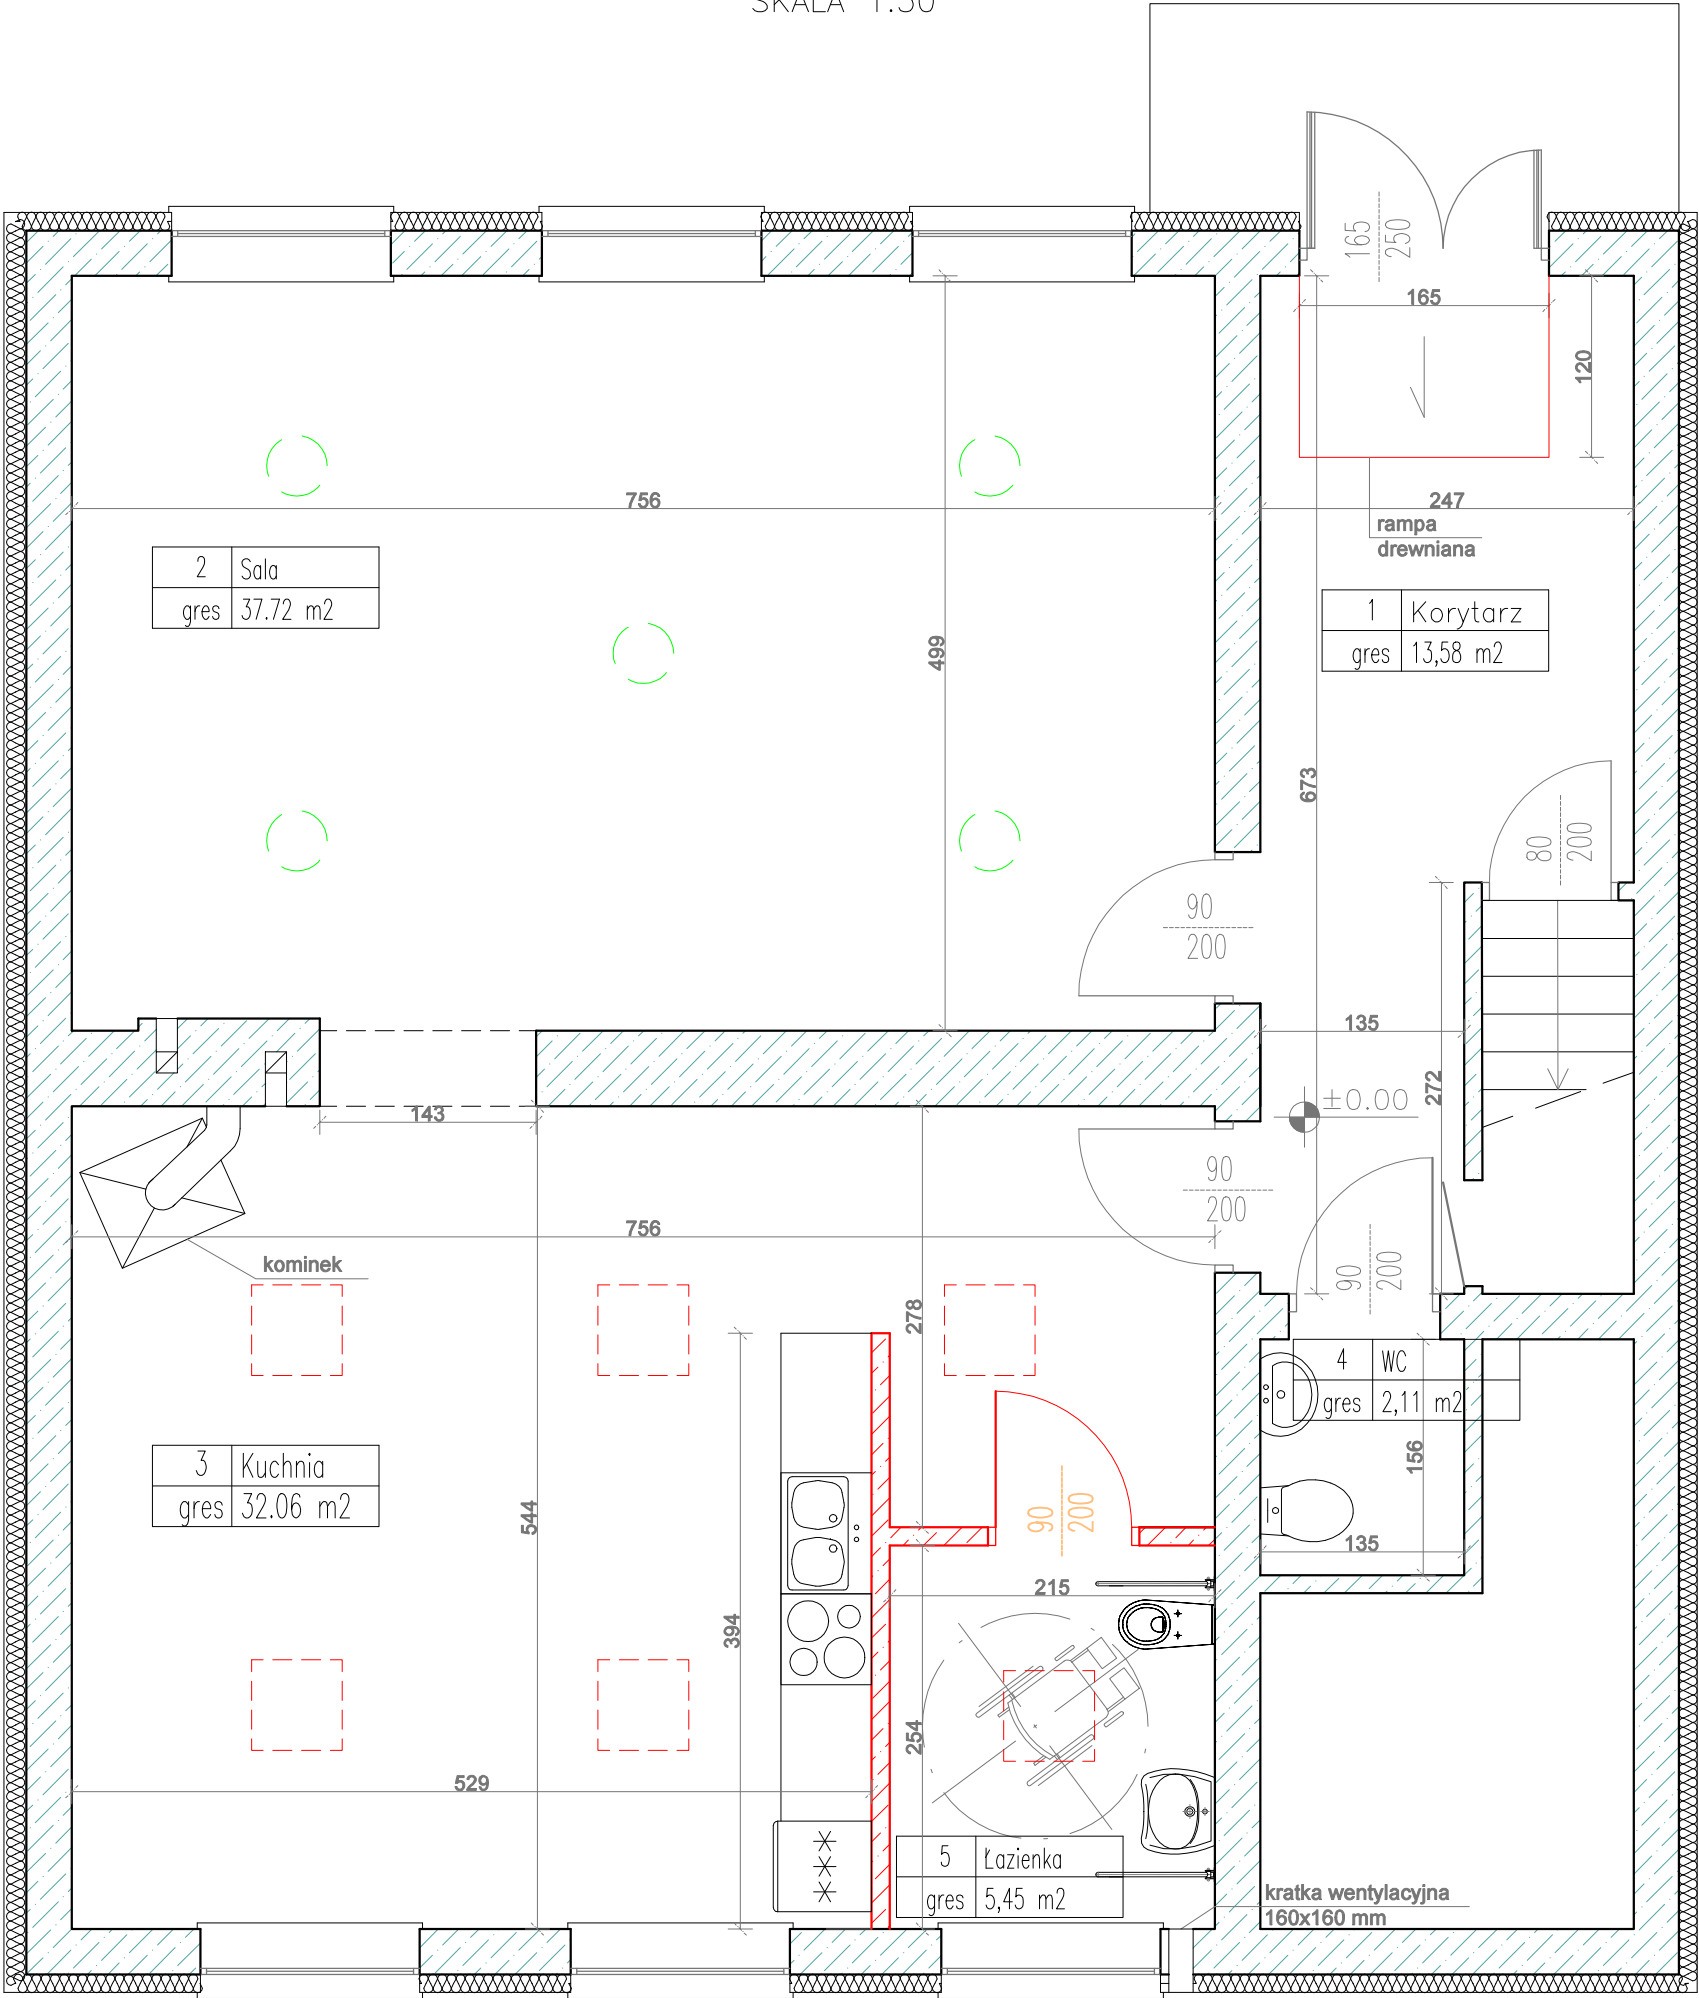 SKALA 1:50
165
250
165
120
756
247
rampa
drewniana
2 Sala
gres 37.72 m2
1 Korytarz
gres 13,58 m2
499
673
80
200
90
200
135
272
±0.00
143
90
200
756
kominek
90
200
278
4 WC
gres 2,11 m2
156
3 Kuchnia
gres 32.06 m2
544
90
200
135
215
394
254
529
5 Łazienka
gres 5,45 m2
kratka wentylacyjna
160x160 mm